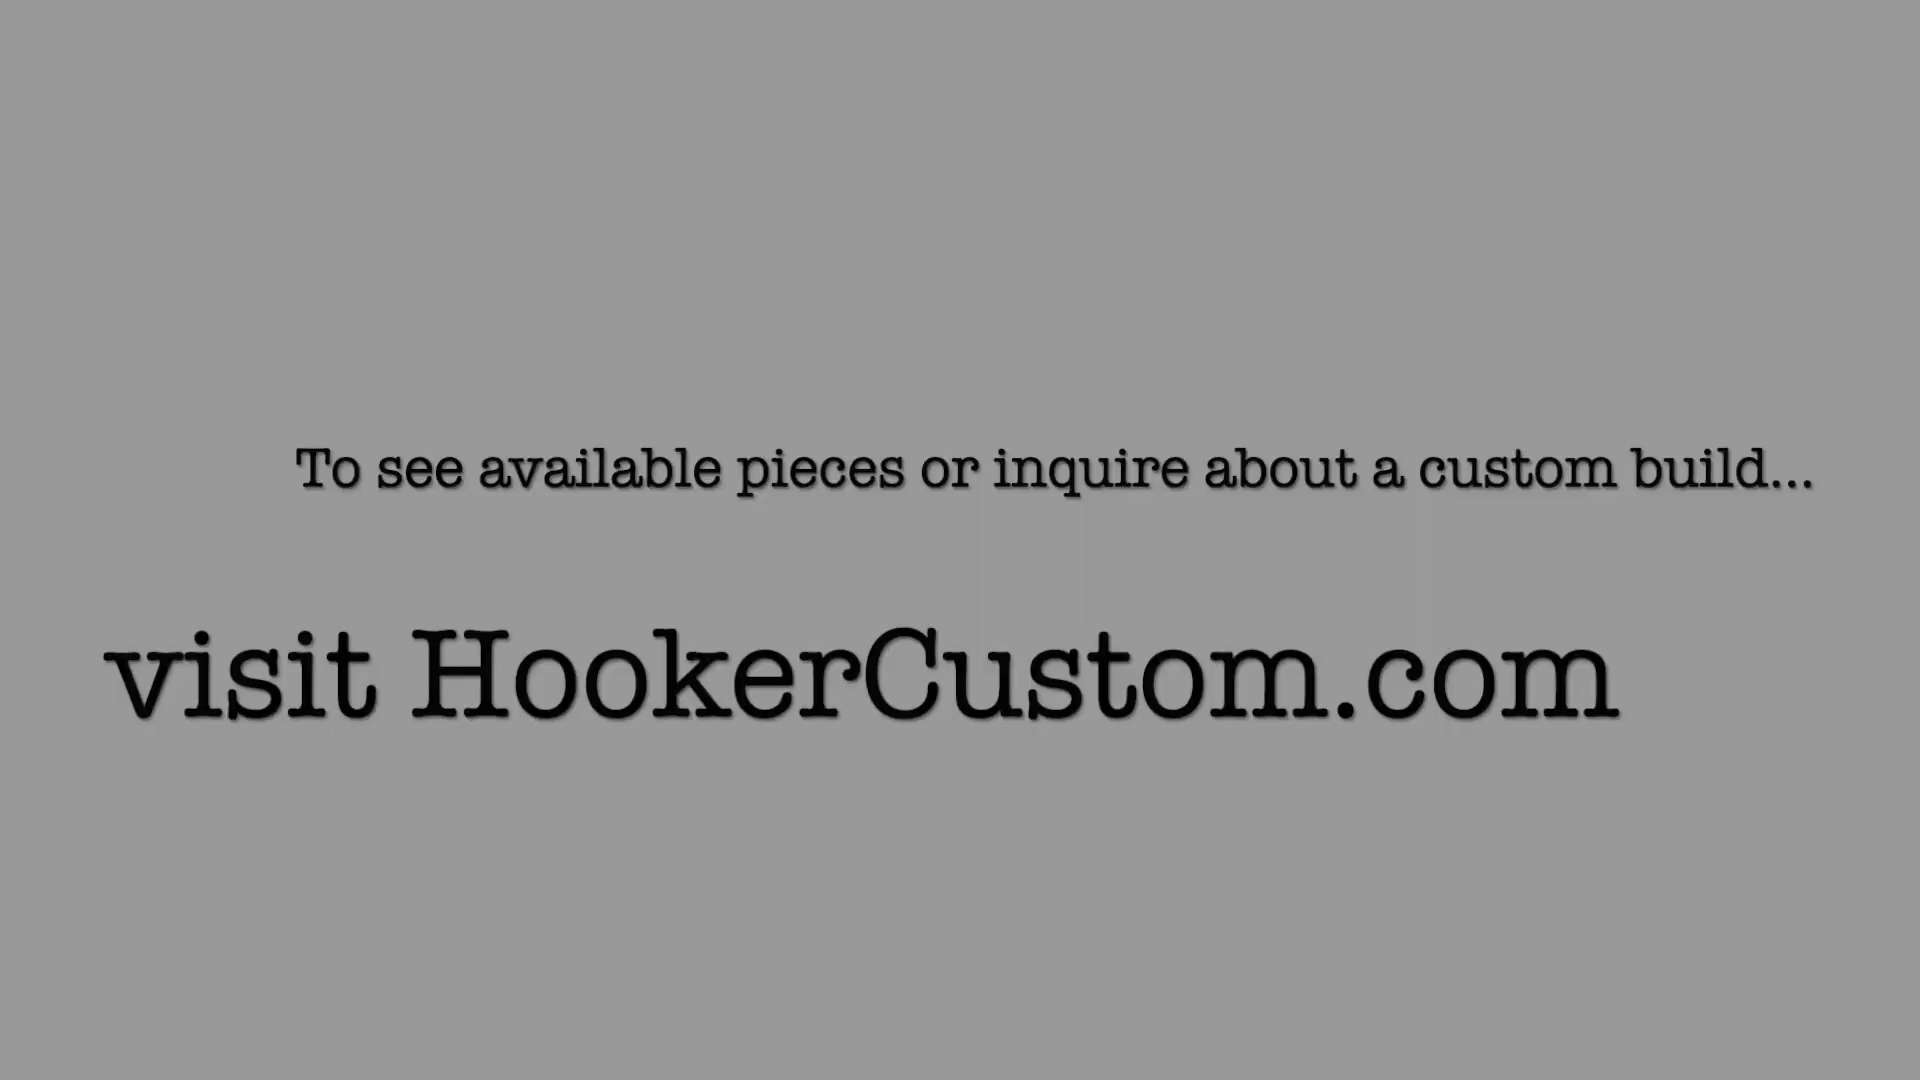 To see available pieces or inquire about a custom build...
visit HookerCustom.com